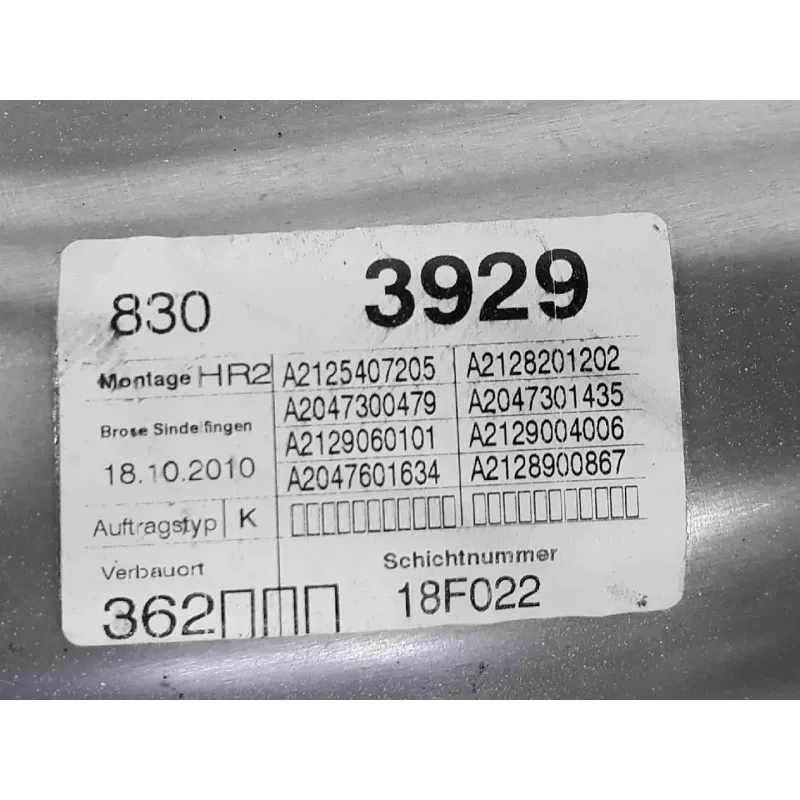 830 3929
Montage HR2 A2125407205 A2128201202
A2047300479 A2047301435
Brose Sindelfingen A2129060101 A2129004006
18.10.2010 A2047601634 A2128900867
Auftragstyp K
Verbauort Schichtnummer
362 18F022